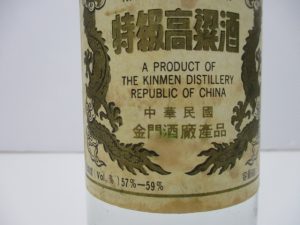 特級高粱酒
A PRODUCT OF
THE KINMEN DISTILLERY
REPUBLIC OF CHINA
中華民國
金門酒廠產品
Vol. % 57%–59%